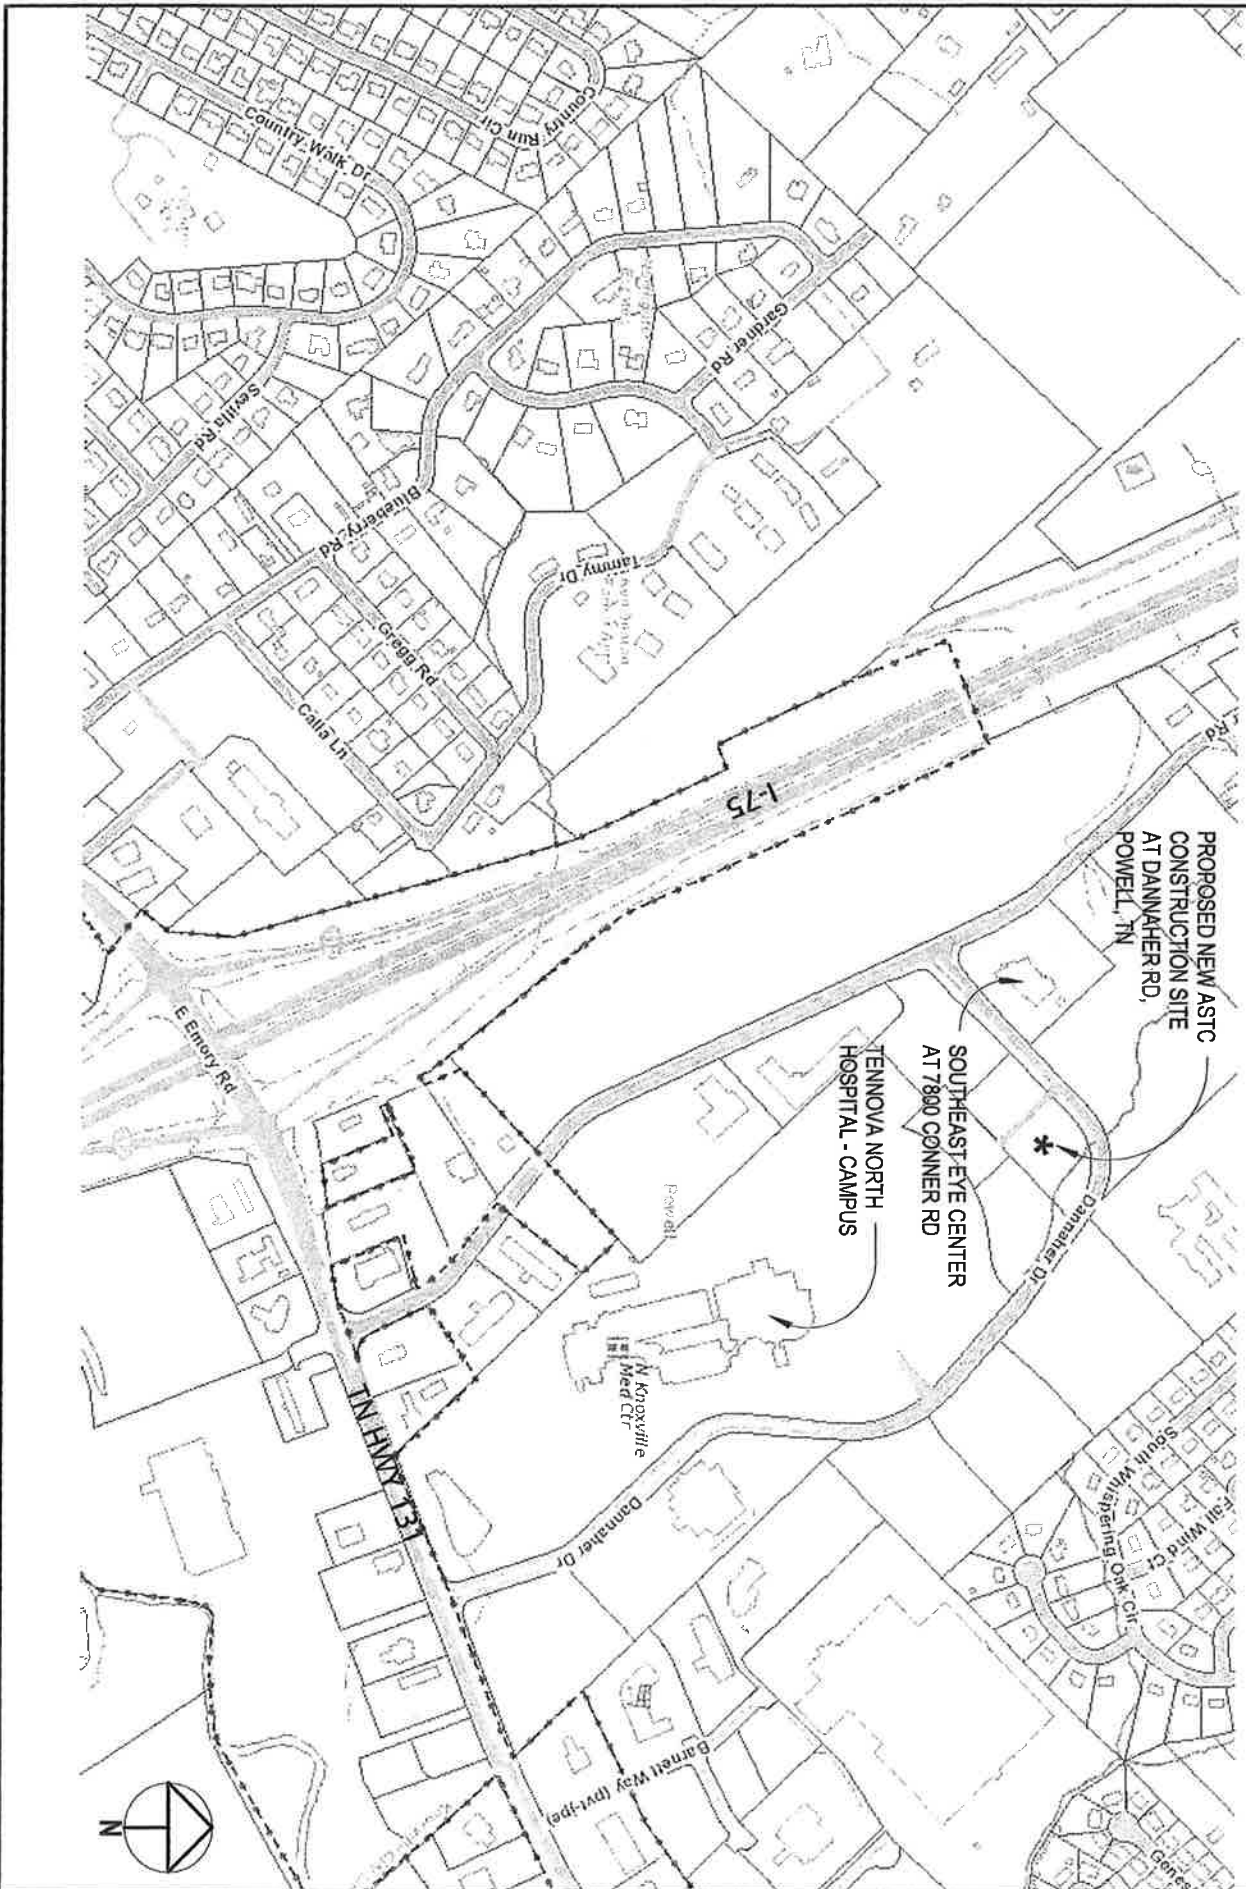 PROPOSED NEW ASTC
CONSTRUCTION SITE
AT DANNAHER RD,
POWELL, TN
SOUTHEAST EYE CENTER
AT 7800 CONNER RD
TENNOVA NORTH
HOSPITAL - CAMPUS
I-75
TN HWY 131
E Emory Rd
Dannaher Dr
Dannaher Dr
Powell
N Knoxville
Med Ctr
Barnett Way (pvt-jpe)
South Whispering Oak Cir
Fall Wind Ct
Rd
Country Run Cir
Country Walk Dr
Sevilla Rd
Blueberry Rd
Gardner Rd
Tammy Dr
Gregg Rd
Calla Ln
N